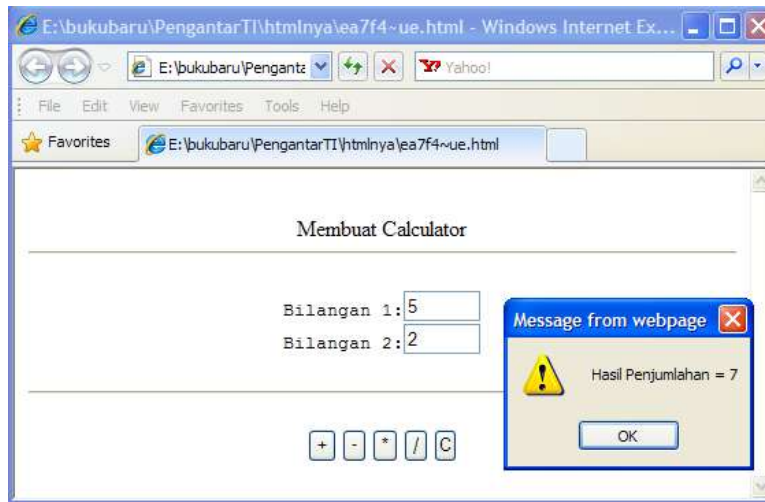 E:\bukubaru\PengantarTI\htmlnya\ea7f4~ue.html - Windows Internet Ex...
E:\bukubaru\Penganta
Yahoo!
File Edit View Favorites Tools Help
Favorites
E:\bukubaru\PengantarTI\htmlnya\ea7f4~ue.html
Membuat Calculator
Bilangan 1: 5
Bilangan 2: 2
+ - * / C
Message from webpage
Hasil Penjumlahan = 7
OK